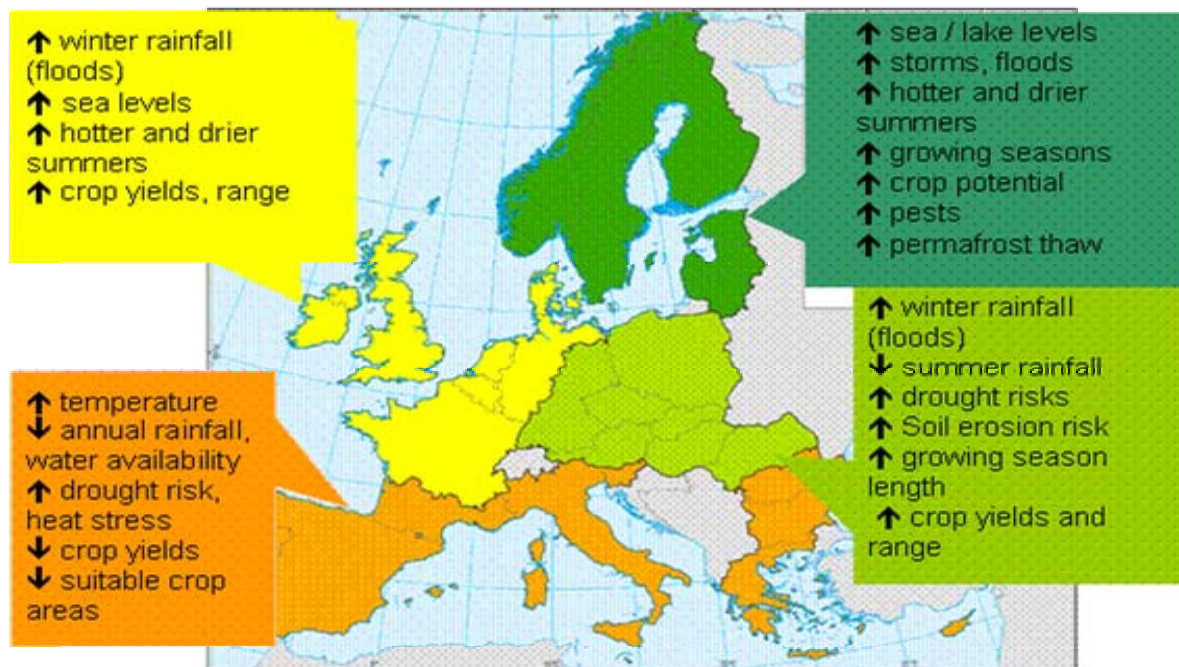 ↑ winter rainfall
(floods)
↑ sea levels
↑ hotter and drier
summers
↑ crop yields, range
↑ sea / lake levels
↑ storms, floods
↑ hotter and drier
summers
↑ growing seasons
↑ crop potential
↑ pests
↑ permafrost thaw
↑ temperature
↓ annual rainfall,
water availability
↑ drought risk,
heat stress
↓ crop yields
↓ suitable crop
areas
↑ winter rainfall
(floods)
↓ summer rainfall
↑ drought risks
↑ Soil erosion risk
↑ growing season
length
↑ crop yields and
range